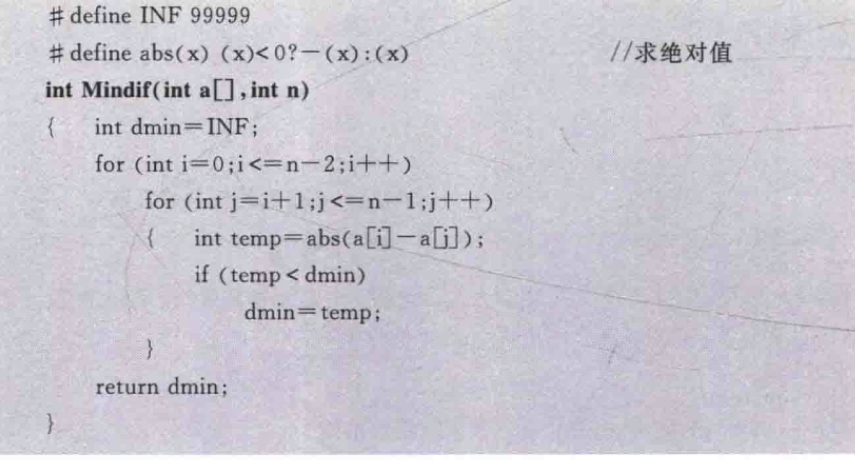 # define INF 99999
# define abs(x) (x)<0?-(x):(x) //求绝对值
int Mindif(int a[],int n)
{ int dmin=INF;
for (int i=0;i<=n-2;i++)
for (int j=i+1;j<=n-1;j++)
{ int temp=abs(a[i]-a[j]);
if (temp<dmin)
dmin=temp;
}
return dmin;
}